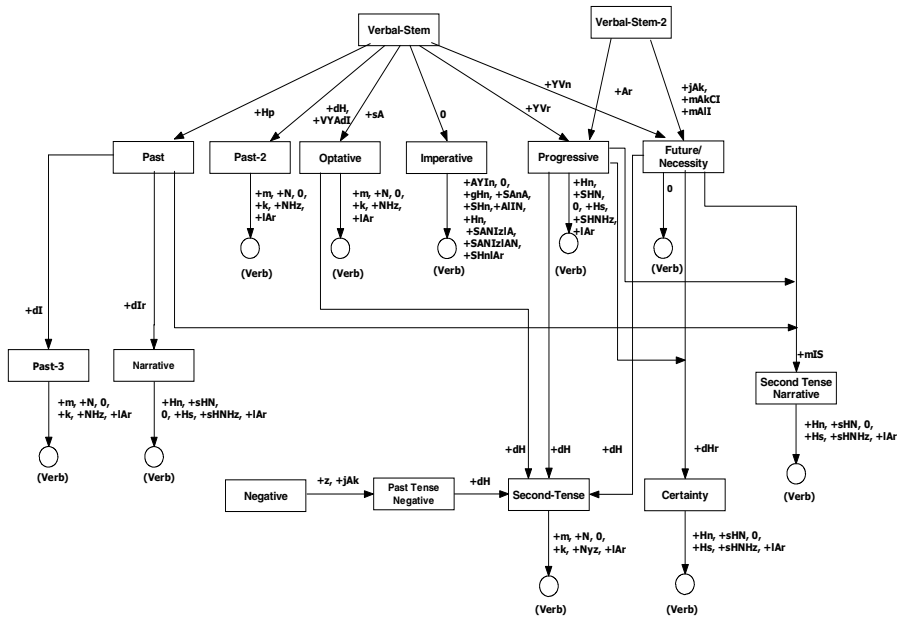 Verbal-Stem
Verbal-Stem-2
+Hp
+dH,
+VYAdI
+sA
0
+YVr
+YVn
+Ar
+jAk,
+mAkCI
+mAlI
Past
Past-2
Optative
Imperative
Progressive
Future/
Necessity
+m, +N, 0,
+k, +NHz,
+lAr
(Verb)
+m, +N, 0,
+k, +NHz,
+lAr
(Verb)
+AYIn, 0,
+gHn, +SAnA,
+SHn,+AlIN,
+Hn,
+SANIzlA,
+SANIzlAN,
+SHnlAr
(Verb)
+Hn,
+SHN,
0, +Hs,
+SHNHz,
+lAr
(Verb)
0
(Verb)
+dI
+dIr
+mIS
Past-3
Narrative
Second Tense
Narrative
+m, +N, 0,
+k, +NHz, +lAr
(Verb)
+Hn, +sHN,
0, +Hs, +sHNHz, +lAr
(Verb)
+Hn, +sHN, 0,
+Hs, +sHNHz, +lAr
(Verb)
+dH
+dH
+dH
+dHr
Negative
+z, +jAk
Past Tense
Negative
+dH
Second-Tense
Certainty
+m, +N, 0,
+k, +Nyz, +lAr
(Verb)
+Hn, +sHN, 0,
+Hs, +sHNHz, +lAr
(Verb)